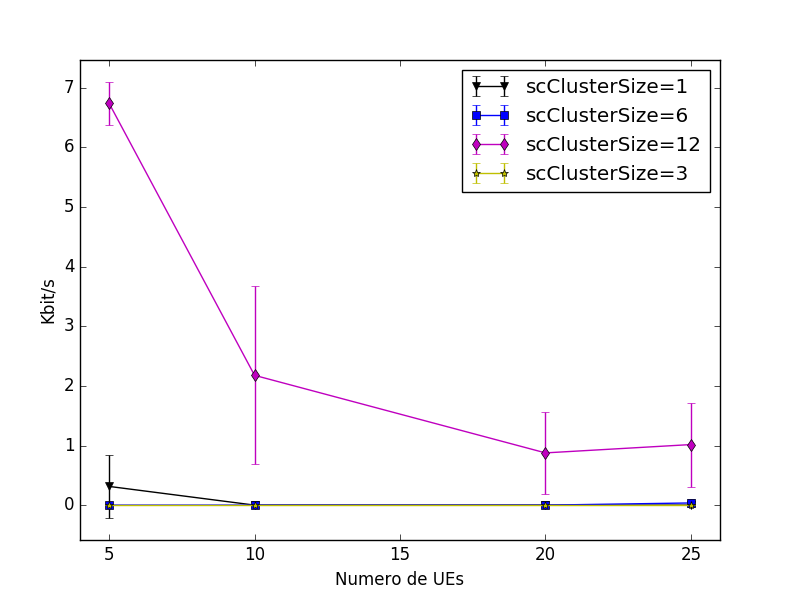 scClusterSize=1
scClusterSize=6
scClusterSize=12
scClusterSize=3
7
6
5
4
3
2
1
0
Kbit/s
5 10 15 20 25
Numero de UEs